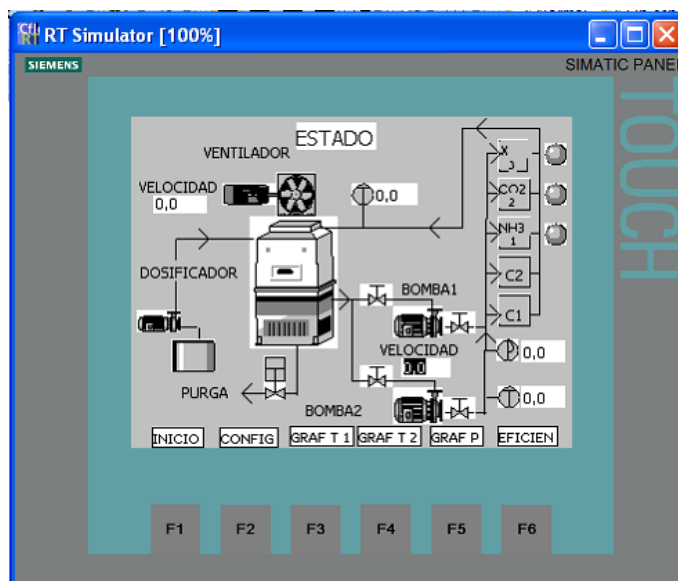 RT Simulator [100%]
SIEMENS
SIMATIC PANEL
TOUCH
ESTADO
VENTILADOR
VELOCIDAD
0,0
0,0
X
3
CO2
2
NH3
1
C2
C1
DOSIFICADOR
BOMBA1
VELOCIDAD
0,0
P
0,0
T
0,0
PURGA
BOMBA2
INICIO CONFIG GRAF T 1 GRAF T 2 GRAF P EFICIEN
F1 F2 F3 F4 F5 F6